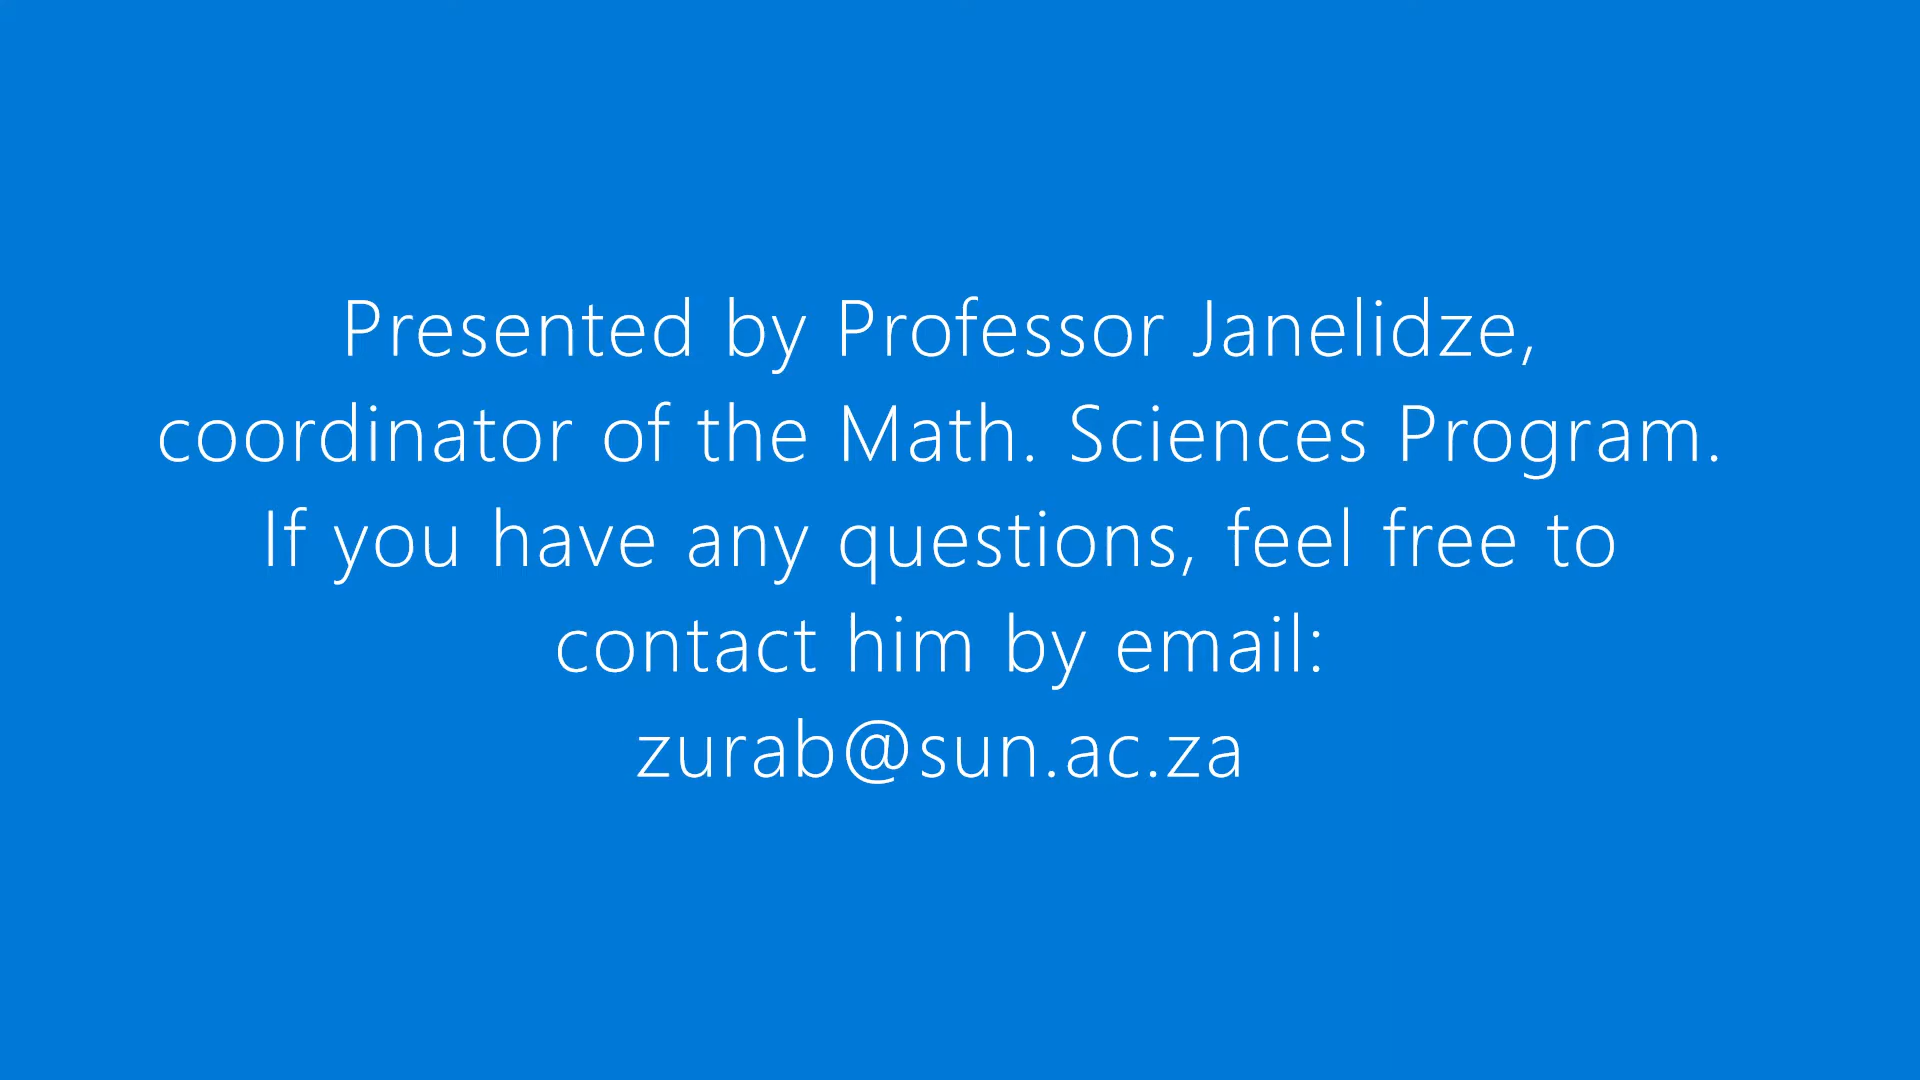 Presented by Professor Janelidze,
coordinator of the Math. Sciences Program.
If you have any questions, feel free to
contact him by email:
zurab@sun.ac.za